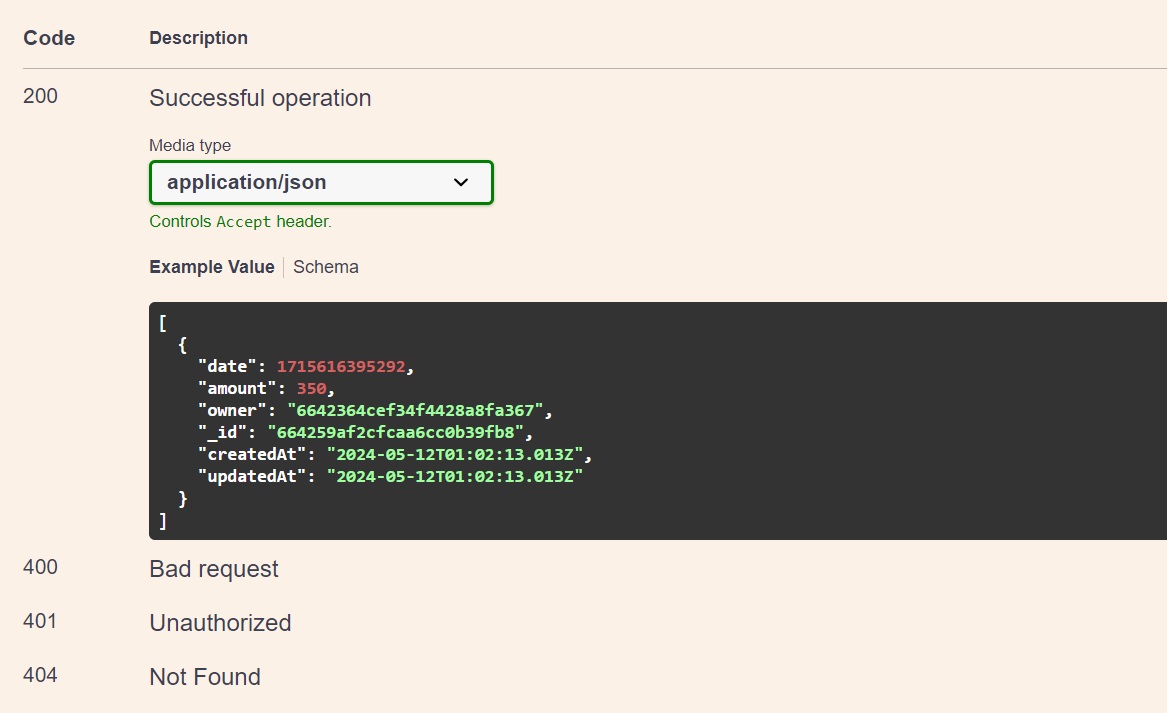 Code Description
200 Successful operation
Media type
application/json
Controls Accept header.
Example Value Schema
[
{
"date": 1715616395292,
"amount": 350,
"owner": "6642364cef34f4428a8fa367",
"_id": "664259af2cfcaa6cc0b39fb8",
"createdAt": "2024-05-12T01:02:13.013Z",
"updatedAt": "2024-05-12T01:02:13.013Z"
}
]
400 Bad request
401 Unauthorized
404 Not Found